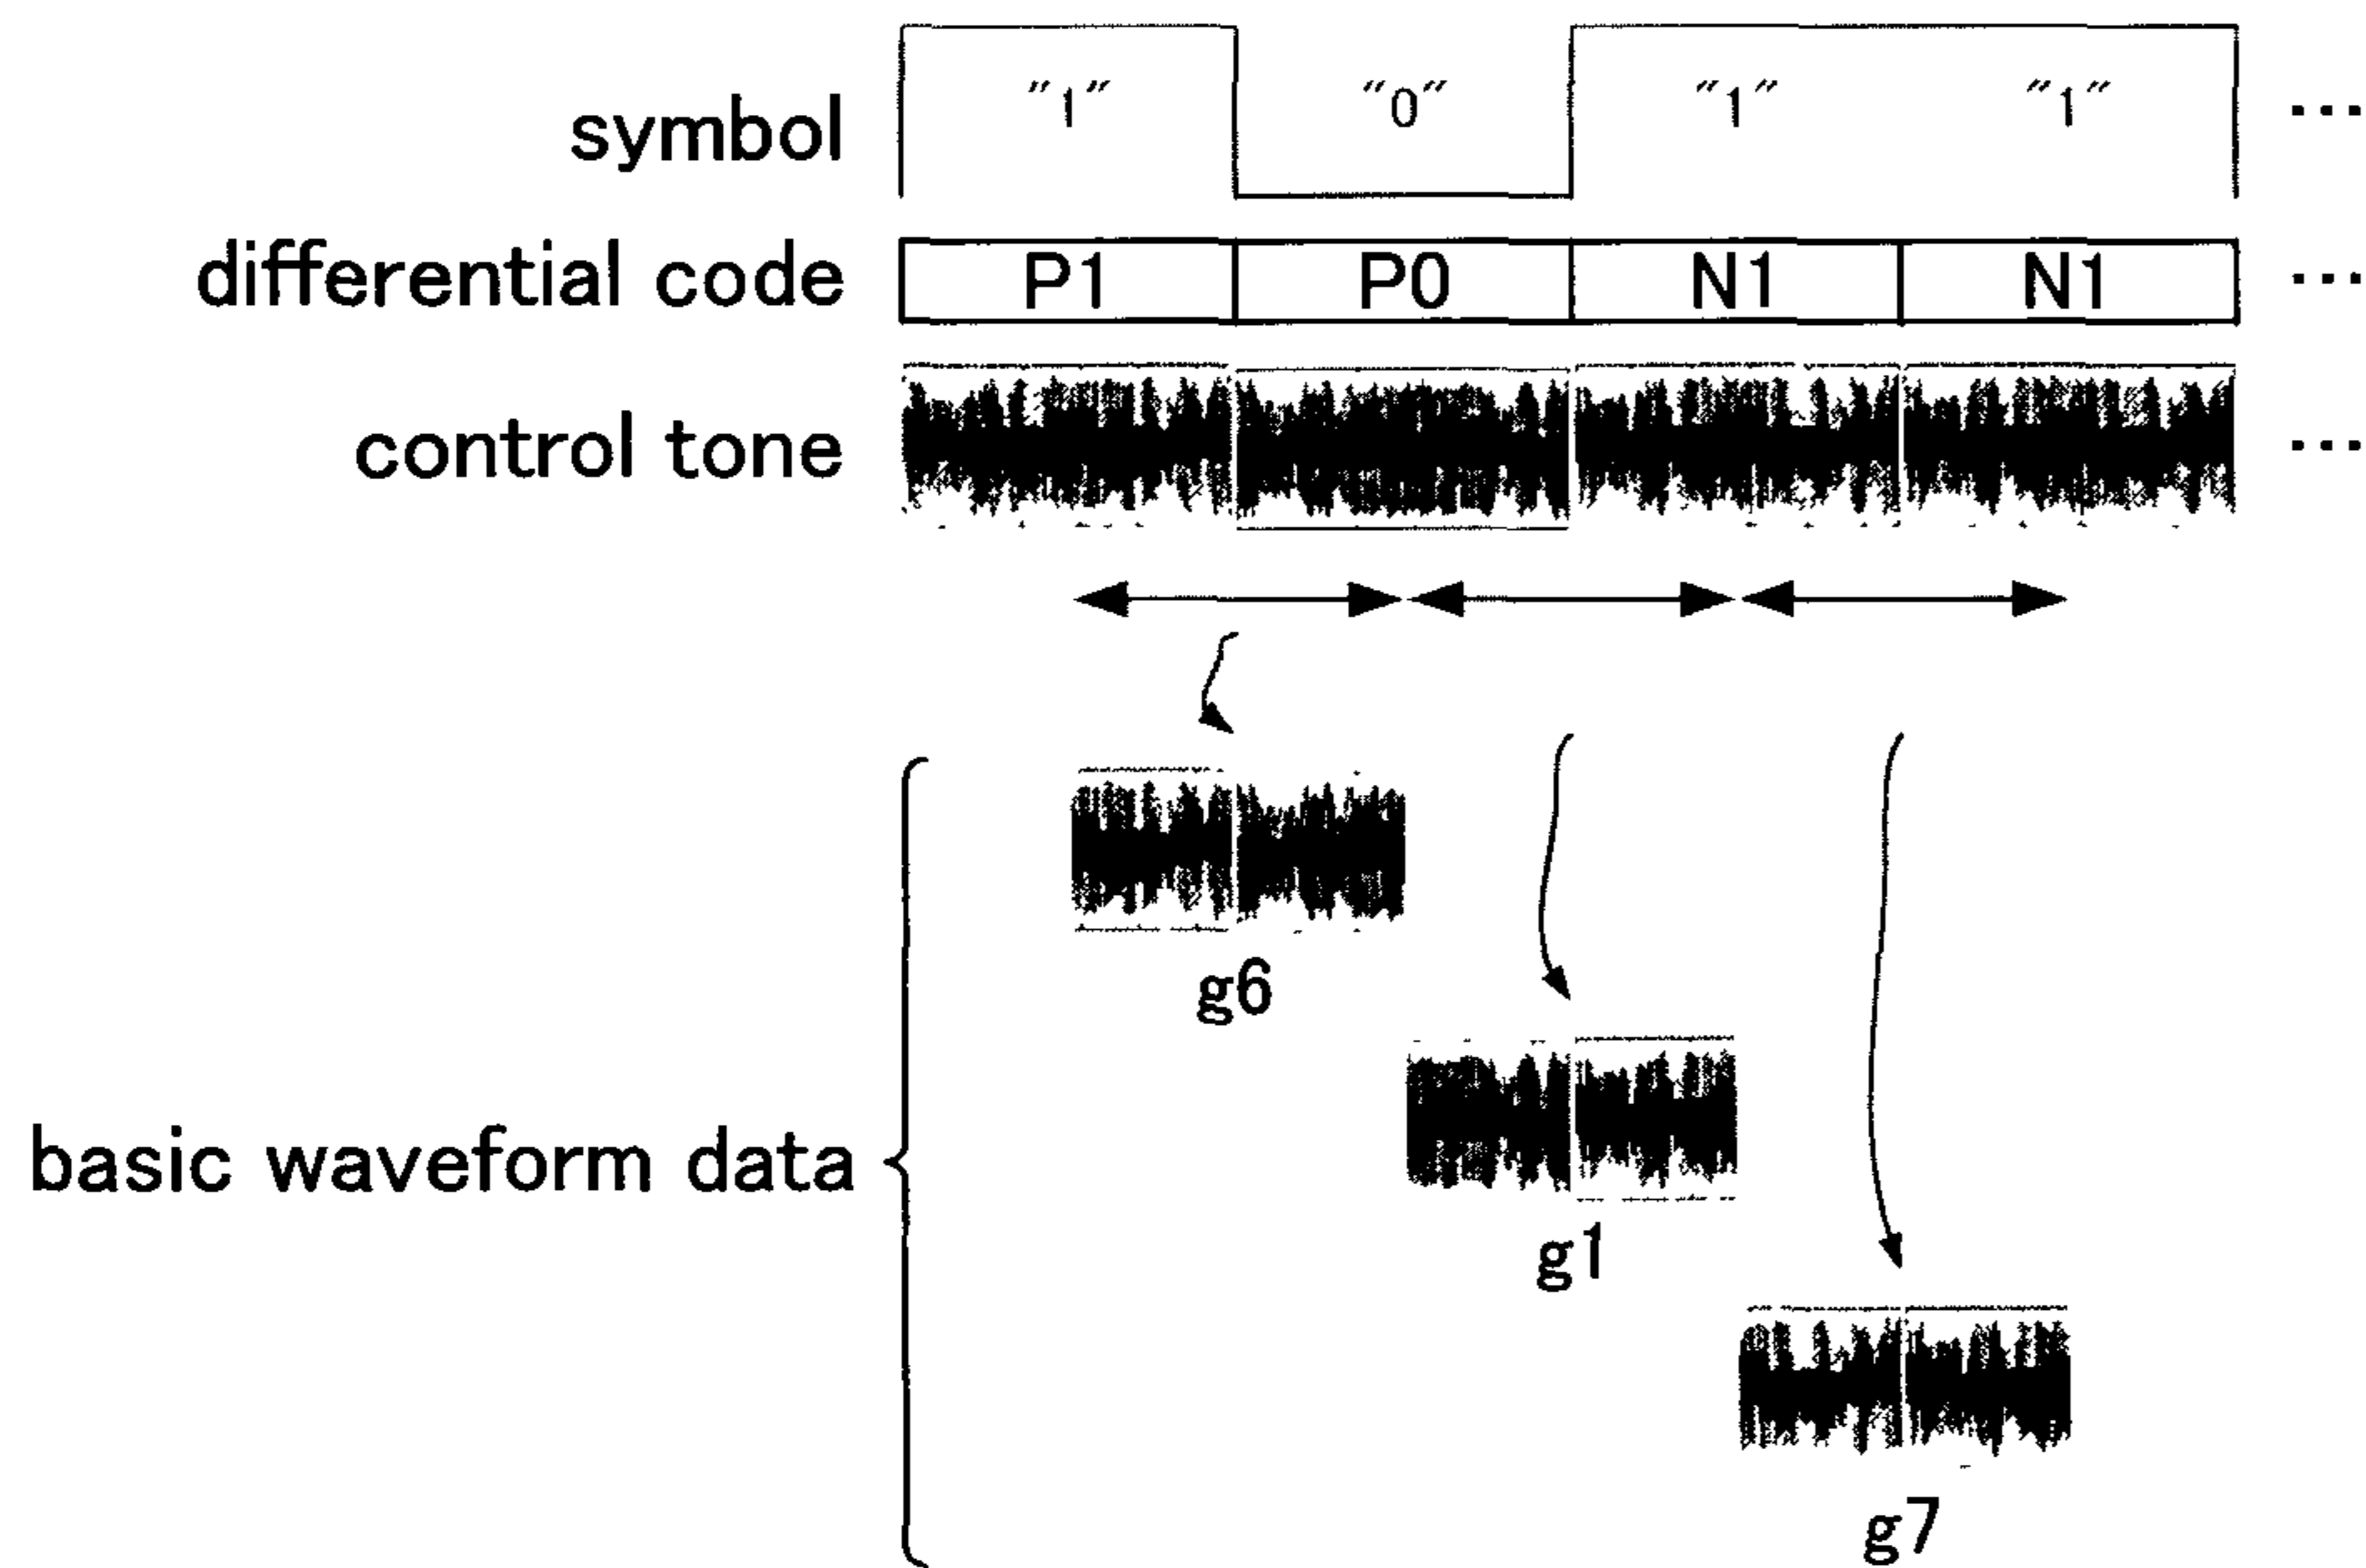 symbol "1" "0" "1" "1" ...
differential code P1 P0 N1 N1 ...
control tone ...
g6
g1
basic waveform data
g7